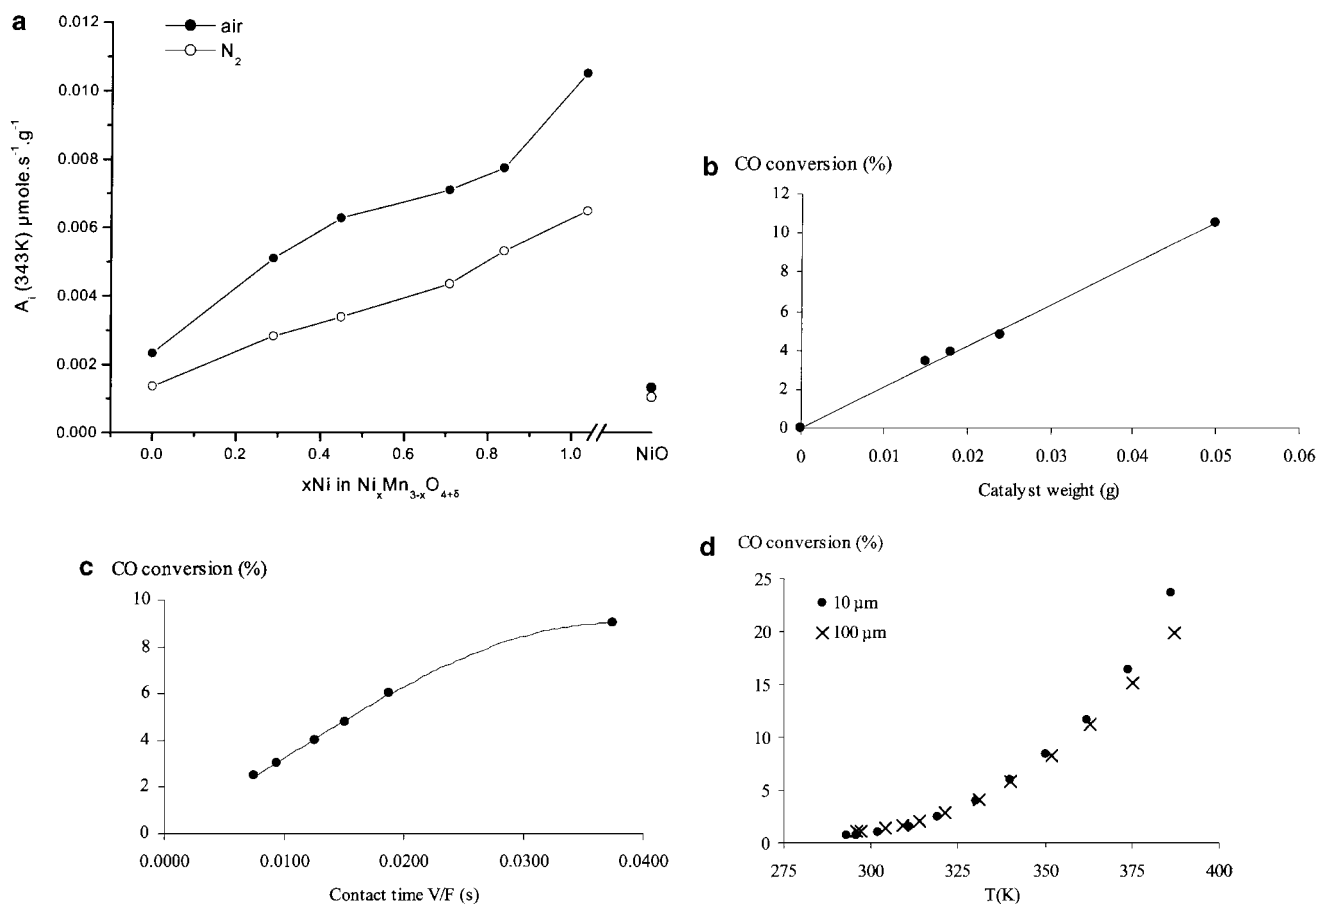 a
air
N2
0.012
0.010
0.008
0.006
0.004
0.002
0.000
Ai (343K) µmole.s-1.g-1
0.0 0.2 0.4 0.6 0.8 1.0 NiO
xNi in NixMn3-xO4+δ
b CO conversion (%)
12
10
8
6
4
2
0
0 0.01 0.02 0.03 0.04 0.05 0.06
Catalyst weight (g)
c CO conversion (%)
10
8
6
4
2
0
0.0000 0.0100 0.0200 0.0300 0.0400
Contact time V/F (s)
d CO conversion (%)
25
20
15
10
5
0
10 µm
100 µm
275 300 325 350 375 400
T(K)